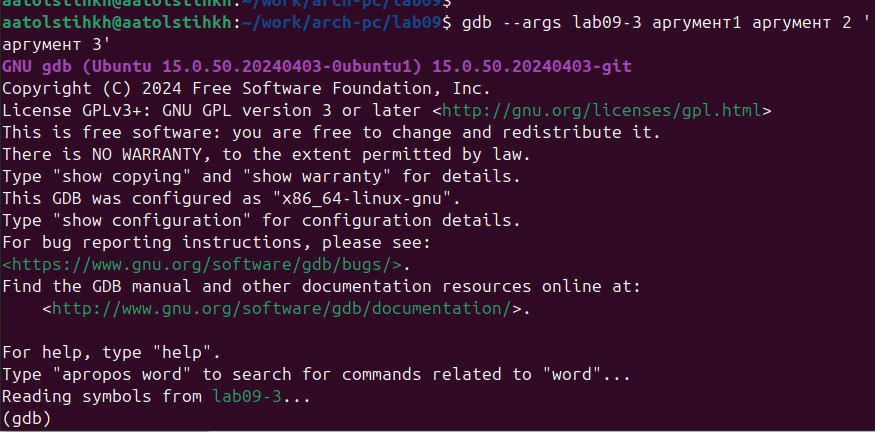 aatolstihkh@aatolstihkh:~/work/arch-pc/lab09$
aatolstihkh@aatolstihkh:~/work/arch-pc/lab09$ gdb --args lab09-3 аргумент1 аргумент 2 '
аргумент 3'
GNU gdb (Ubuntu 15.0.50.20240403-0ubuntu1) 15.0.50.20240403-git
Copyright (C) 2024 Free Software Foundation, Inc.
License GPLv3+: GNU GPL version 3 or later <http://gnu.org/licenses/gpl.html>
This is free software: you are free to change and redistribute it.
There is NO WARRANTY, to the extent permitted by law.
Type "show copying" and "show warranty" for details.
This GDB was configured as "x86_64-linux-gnu".
Type "show configuration" for configuration details.
For bug reporting instructions, please see:
<https://www.gnu.org/software/gdb/bugs/>.
Find the GDB manual and other documentation resources online at:
    <http://www.gnu.org/software/gdb/documentation/>.

For help, type "help".
Type "apropos word" to search for commands related to "word"...
Reading symbols from lab09-3...
(gdb)